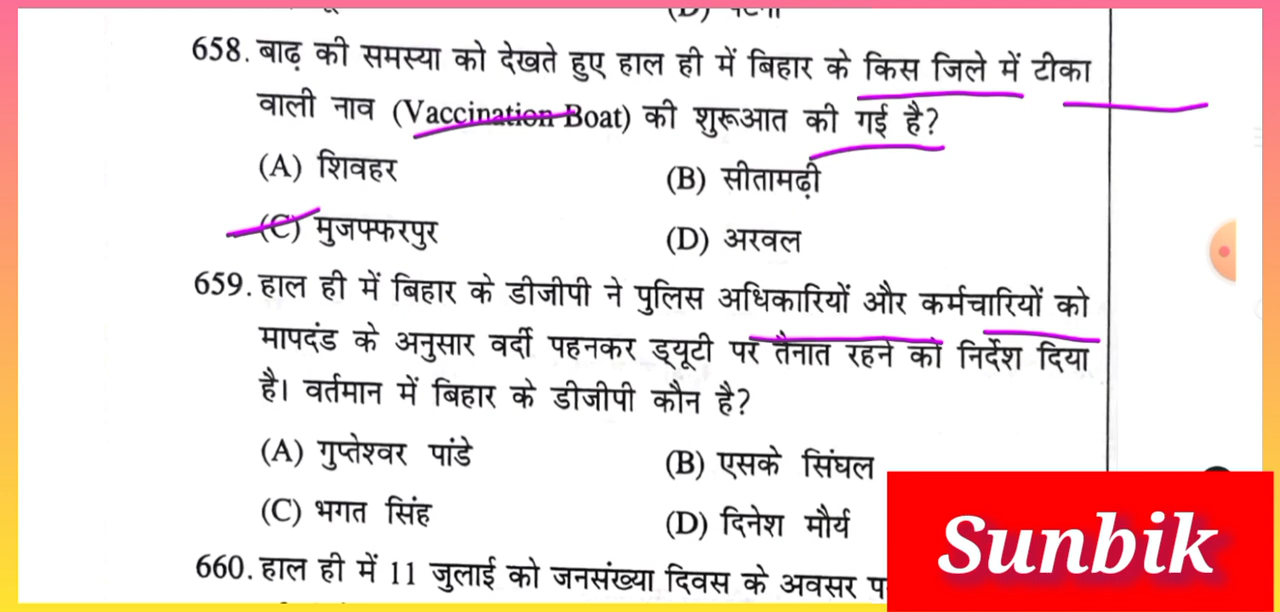 658. बाढ़ की समस्या को देखते हुए हाल ही में बिहार के किस जिले में टीका
वाली नाव (Vaccination Boat) की शुरूआत की गई है?
(A) शिवहर (B) सीतामढ़ी
(C) मुजफ्फरपुर (D) अरवल
659. हाल ही में बिहार के डीजीपी ने पुलिस अधिकारियों और कर्मचारियों को
मापदंड के अनुसार वर्दी पहनकर ड्यूटी पर तैनात रहने को निर्देश दिया
है। वर्तमान में बिहार के डीजीपी कौन है?
(A) गुप्तेश्वर पांडे (B) एसके सिंघल
(C) भगत सिंह (D) दिनेश मौर्य
660. हाल ही में 11 जुलाई को जनसंख्या दिवस के अवसर
Sunbik